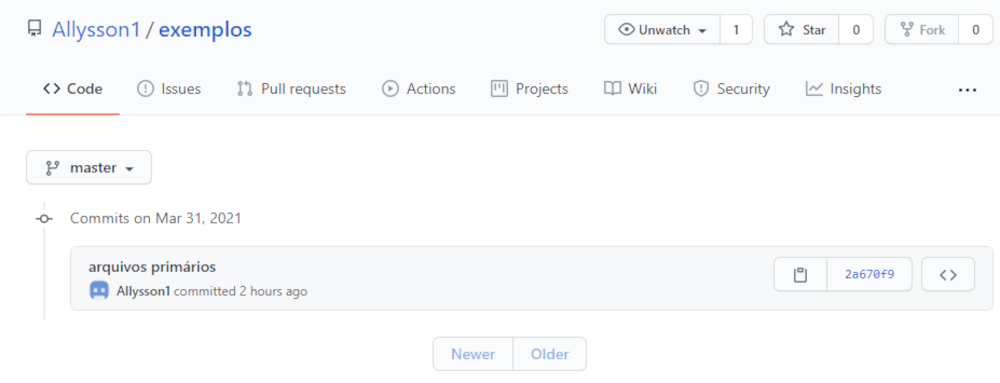 Allysson1 / exemplos Unwatch 1 Star 0 Fork 0
<> Code Issues Pull requests Actions Projects Wiki Security Insights ...
master
Commits on Mar 31, 2021
arquivos primários
Allysson1 committed 2 hours ago 2a670f9 <>
Newer Older